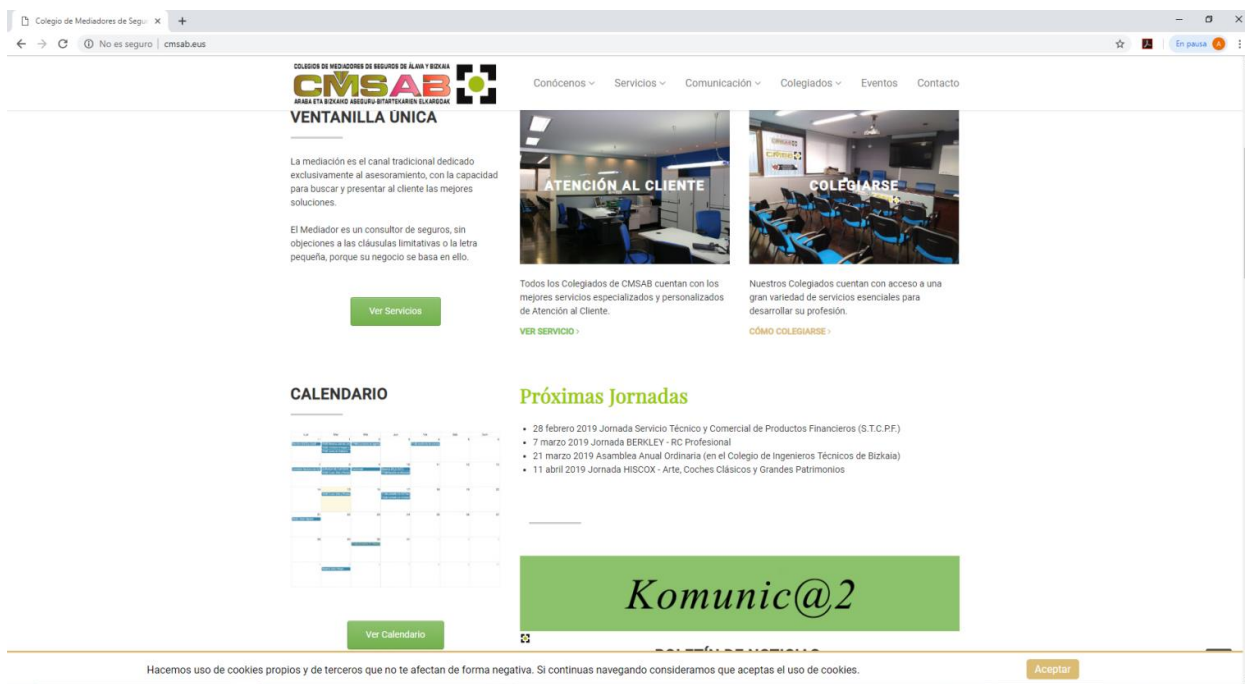 Colegio de Mediadores de Segu
No es seguro | cmsab.eus
En pausa
A
COLEGIOS DE MEDIADORES DE SEGUROS DE ÁLAVA Y BIZKAIA
CMSAB
ARABA ETA BIZKAIKO ASEGURU-BITARTEKARIEN ELKARGOAK
Conócenos
Servicios
Comunicación
Colegiados
Eventos
Contacto
VENTANILLA ÚNICA
La mediación es el canal tradicional dedicado
exclusivamente al asesoramiento, con la capacidad
para buscar y presentar al cliente las mejores
soluciones.
El Mediador es un consultor de seguros, sin
objeciones a las cláusulas limitativas o la letra
pequeña, porque su negocio se basa en ello.
Ver Servicios
ATENCIÓN AL CLIENTE
Todos los Colegiados de CMSAB cuentan con los
mejores servicios especializados y personalizados
de Atención al Cliente.
VER SERVICIO >
COLEGIARSE
Nuestros Colegiados cuentan con acceso a una
gran variedad de servicios esenciales para
desarrollar su profesión.
CÓMO COLEGIARSE >
CALENDARIO
Ver Calendario
Próximas Jornadas
• 28 febrero 2019 Jornada Servicio Técnico y Comercial de Productos Financieros (S.T.C.P.F.)
• 7 marzo 2019 Jornada BERKLEY - RC Profesional
• 21 marzo 2019 Asamblea Anual Ordinaria (en el Colegio de Ingenieros Técnicos de Bizkaia)
• 11 abril 2019 Jornada HISCOX - Arte, Coches Clásicos y Grandes Patrimonios
Komunic@2
BOLETÍN DE NOTICIAS
Hacemos uso de cookies propios y de terceros que no te afectan de forma negativa. Si continuas navegando consideramos que aceptas el uso de cookies.
Aceptar